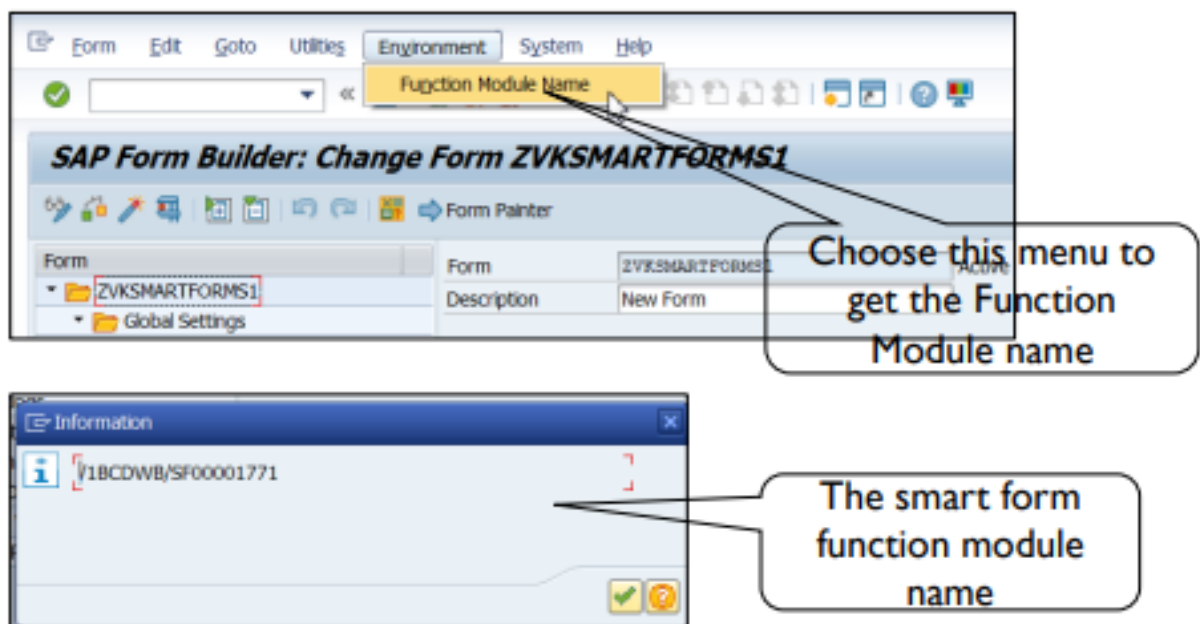 Form Edit Goto Utilities Environment System Help
Function Module Name
SAP Form Builder: Change Form ZVKSMARTFORMS1
Form Painter
Form
Form ZVKSMARTFORMS1 Active
ZVKSMARTFORMS1
Description New Form
Global Settings
Choose this menu to
get the Function
Module name
Information
/1BCDWB/SF00001771
The smart form
function module
name